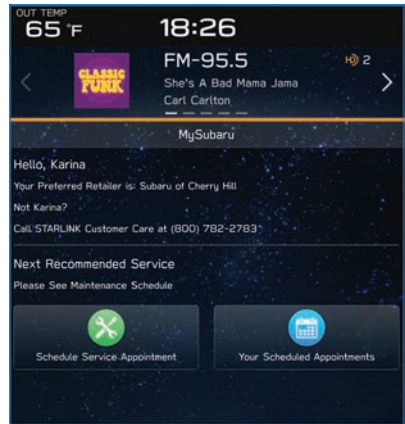 OUT TEMP
65 °F
18:26
FM-95.5
HD 2
CLASSIC
FUNK
She's A Bad Mama Jama
Carl Carlton
MySubaru
Hello, Karina
Your Preferred Retailer is: Subaru of Cherry Hill
Not Karina?
Call STARLINK Customer Care at (800) 782-2783
Next Recommended Service
Please See Maintenance Schedule
Schedule Service Appointment
Your Scheduled Appointments